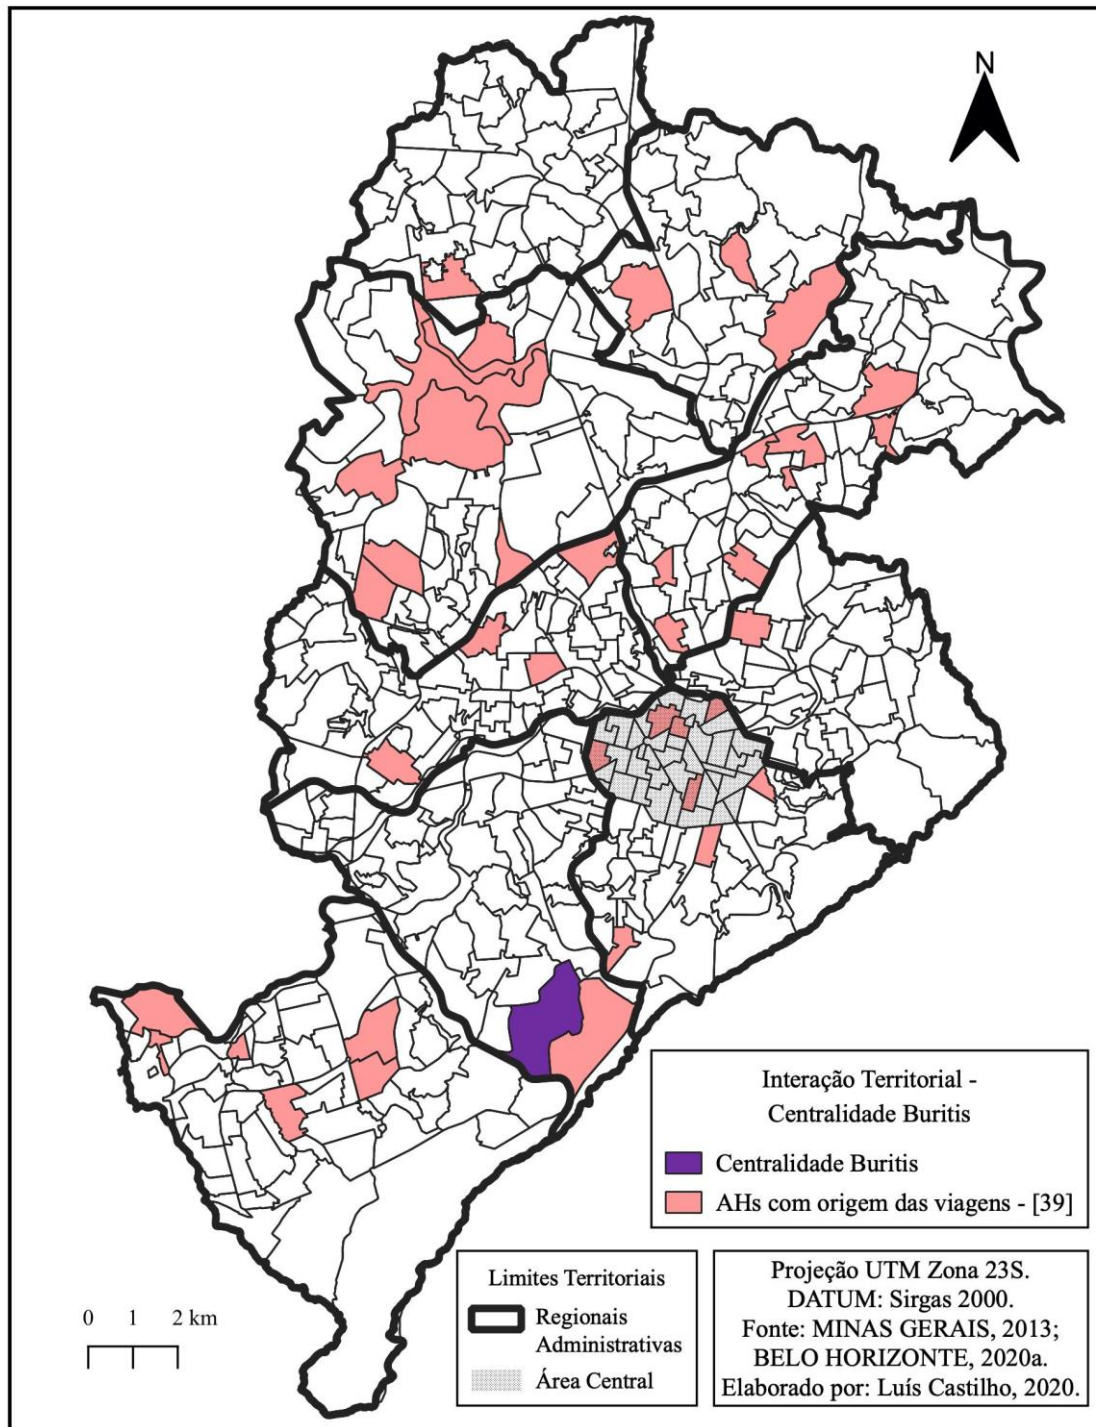 N
Interação Territorial -
Centralidade Buritis
Centralidade Buritis
AHs com origem das viagens - [39]
Limites Territoriais
Regionais
Administrativas
Área Central
Projeção UTM Zona 23S.
DATUM: Sirgas 2000.
Fonte: MINAS GERAIS, 2013;
BELO HORIZONTE, 2020a.
Elaborado por: Luís Castilho, 2020.
0 1 2 km